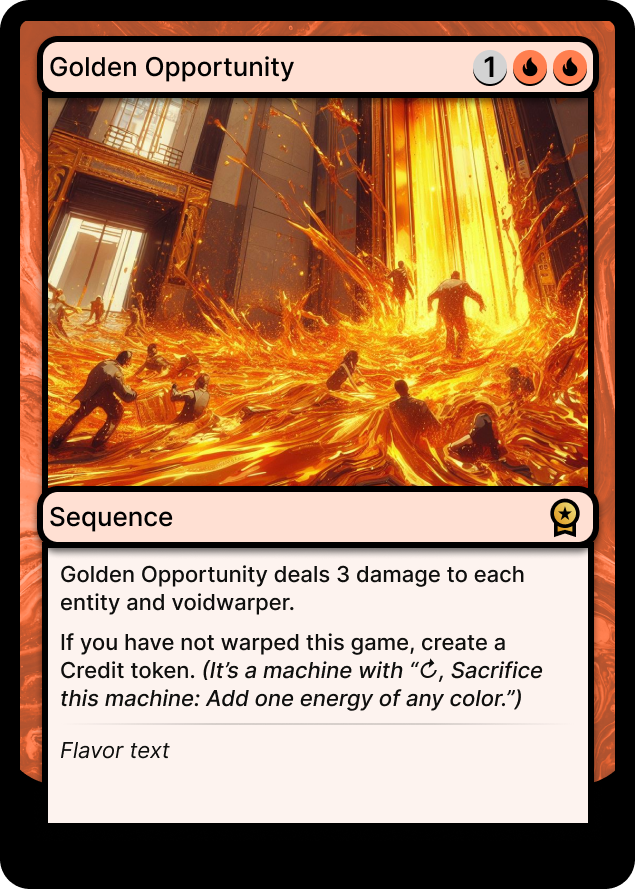 Golden Opportunity 1
Sequence
Golden Opportunity deals 3 damage to each
entity and voidwarper.
If you have not warped this game, create a
Credit token. (It’s a machine with “↻, Sacrifice
this machine: Add one energy of any color.”)
Flavor text